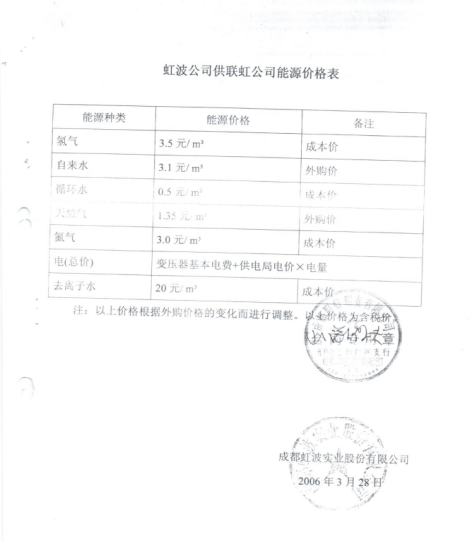 虹波公司供联虹公司能源价格表
能源种类 能源价格 备注
氢气 3.5 元/ m³ 成本价
自来水 3.1 元/ m³ 外购价
循环水 0.5 元/ m³ 成本价
天燃气 1.35 元/ m³ 外购价
氮气 3.0 元/ m³ 成本价
电(总价) 变压器基本电费+供电局电价×电量
去离子水 20 元/ m³ 成本价
注：以上价格根据外购价格的变化而进行调整。以上价格为含税价
成都虹波实业股份有限公司
2006 年 3 月 28 日